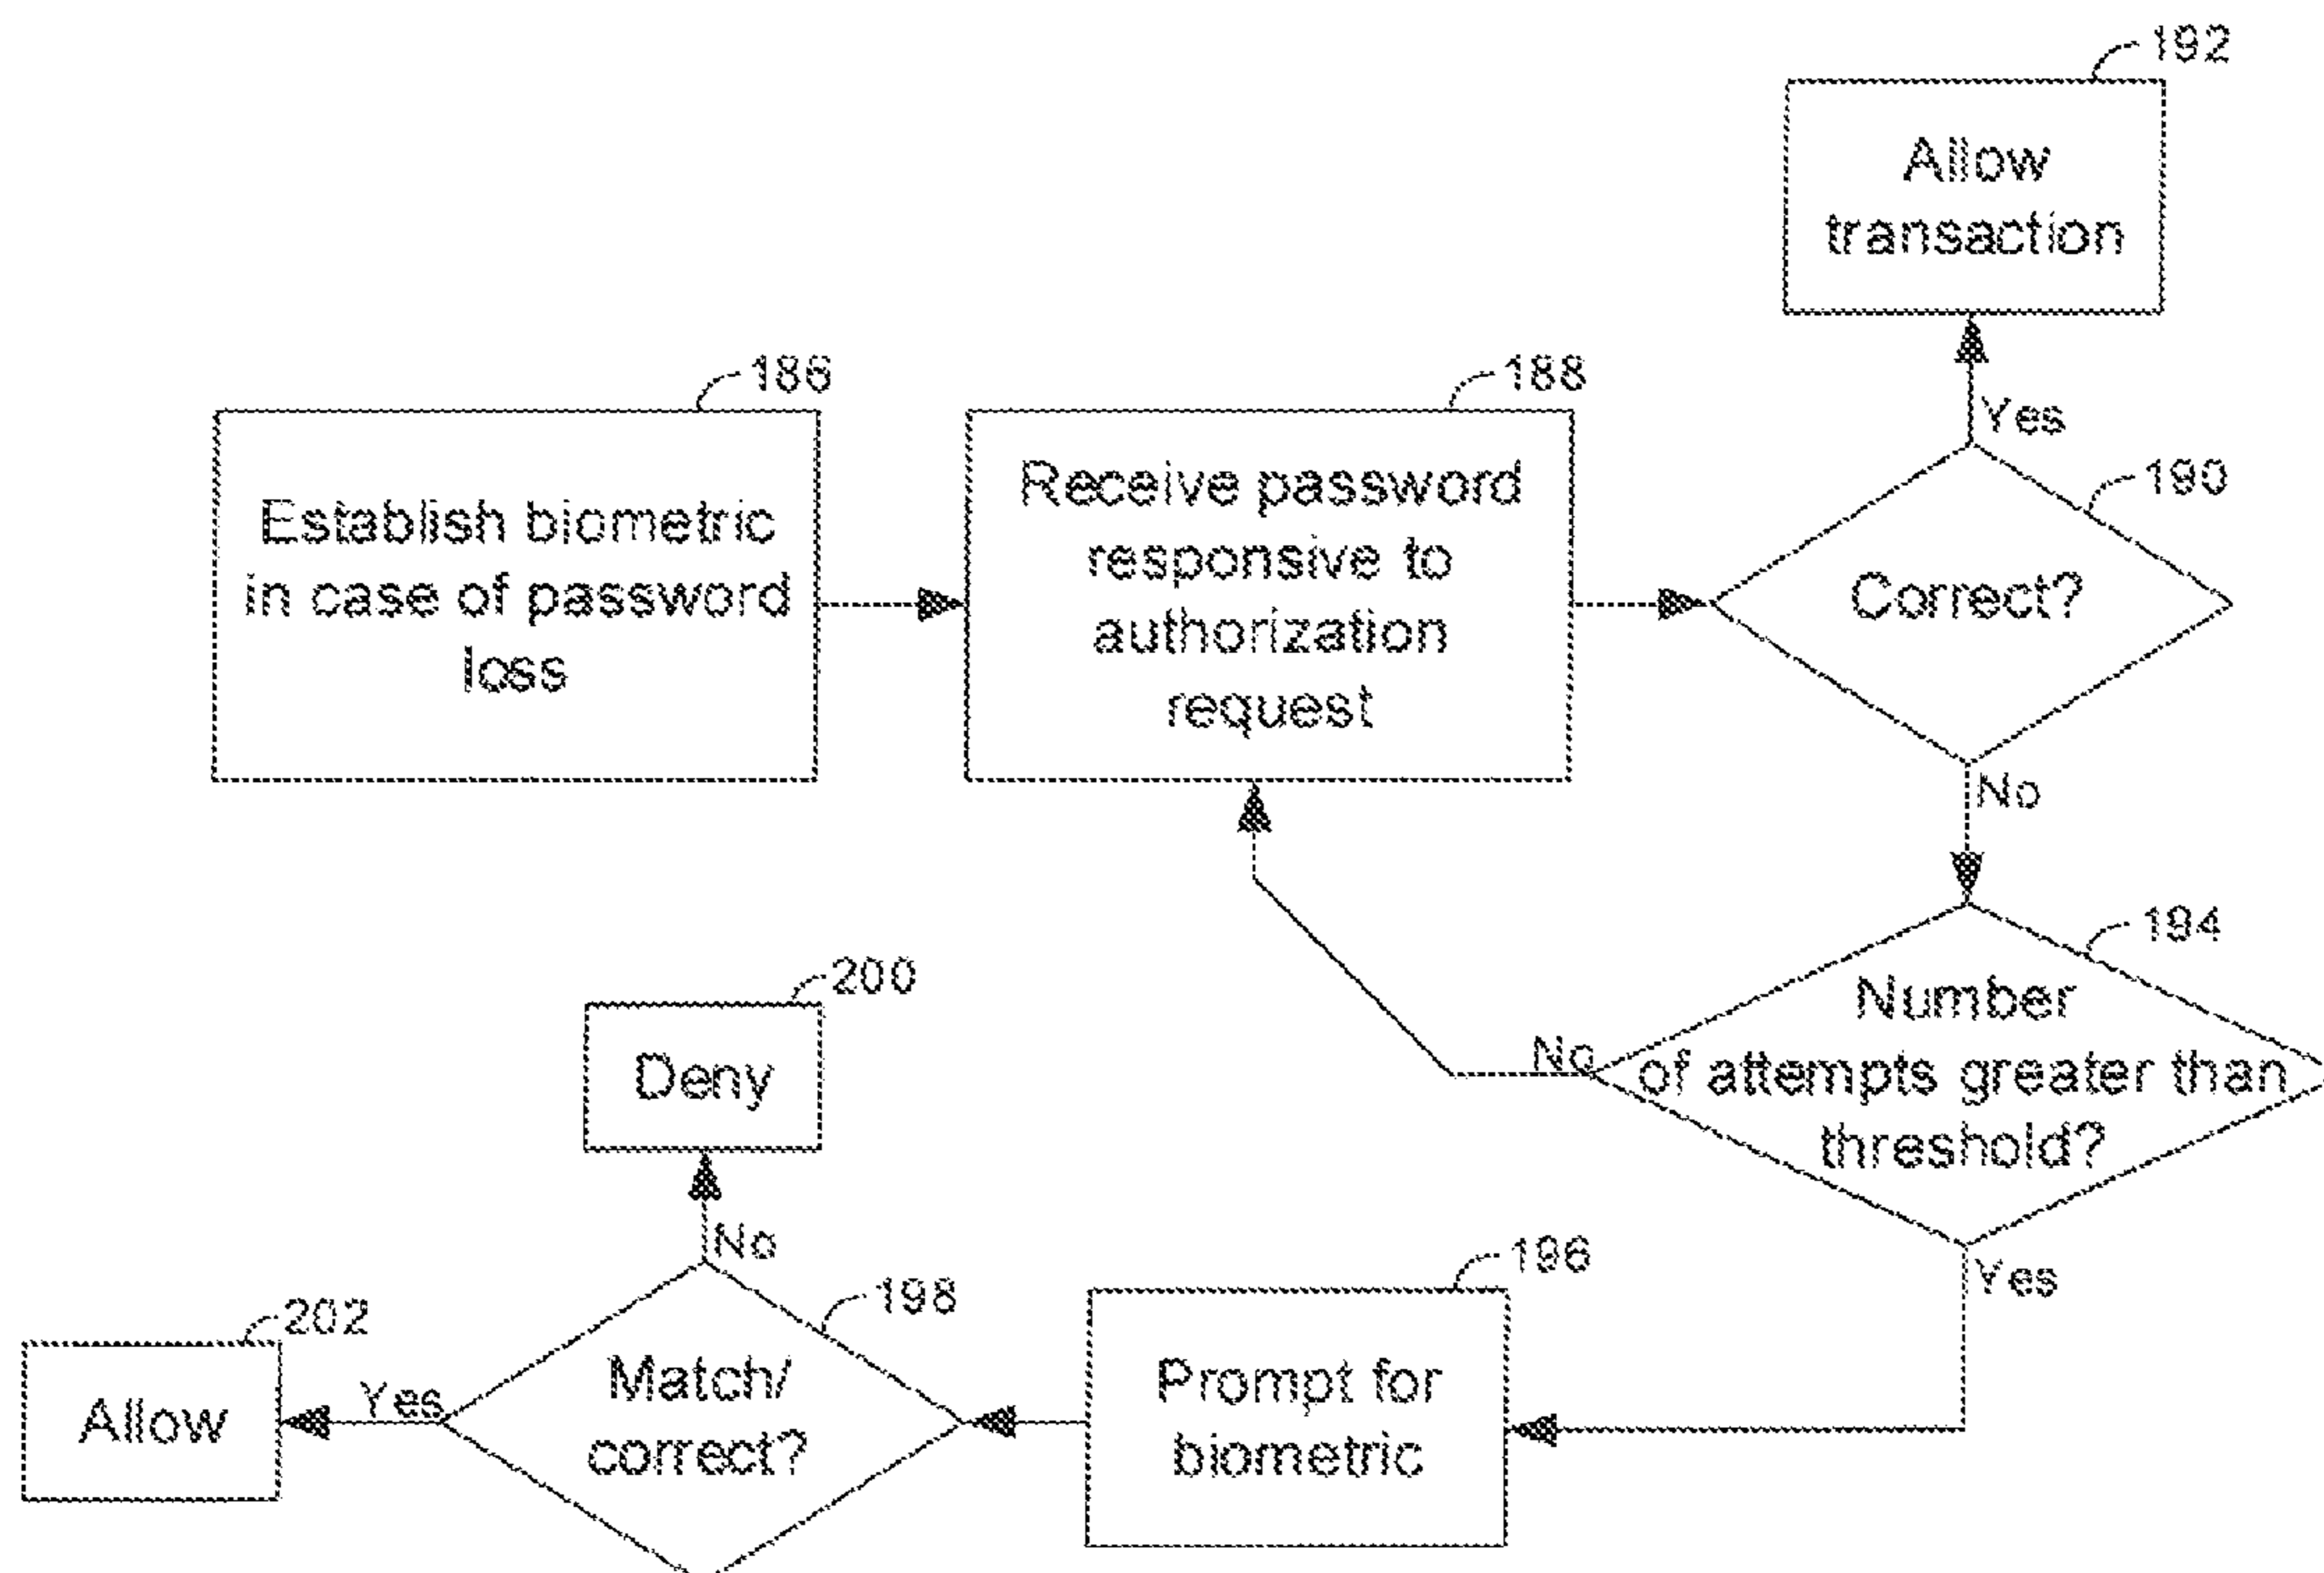 192
Allow
transaction
186
Establish biometric
in case of password
loss
188
Receive password
responsive to
authorization
request
Yes
190
Correct?
No
194
Number
of attempts greater than
threshold?
No
Yes
196
Prompt for
biometric
198
Match/
correct?
No
200
Deny
Yes
202
Allow